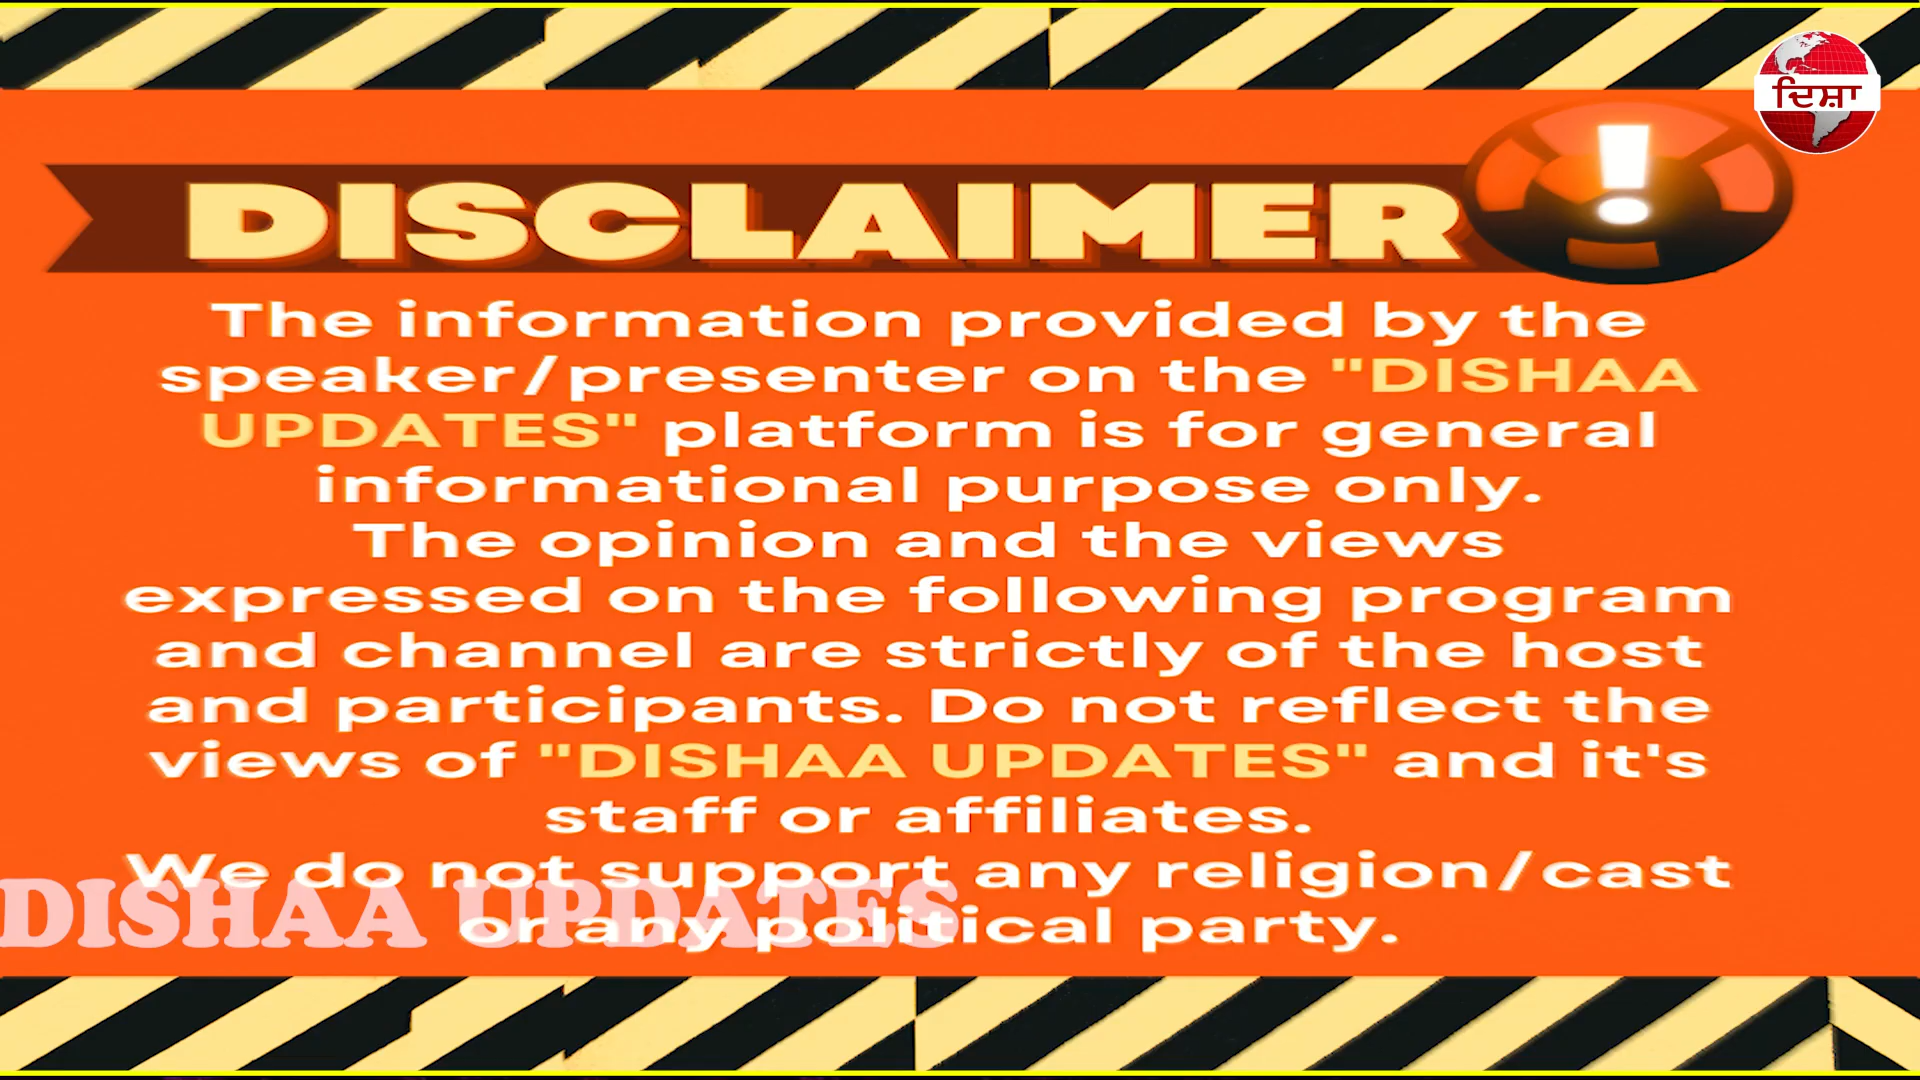 ਦਿਸ਼ਾ
DISCLAIMER
The information provided by the
speaker/presenter on the "DISHAA
UPDATES" platform is for general
informational purpose only.
The opinion and the views
expressed on the following program
and channel are strictly of the host
and participants. Do not reflect the
views of "DISHAA UPDATES" and it's
staff or affiliates.
We do not support any religion/cast
or any political party.
DISHAA UPDATES